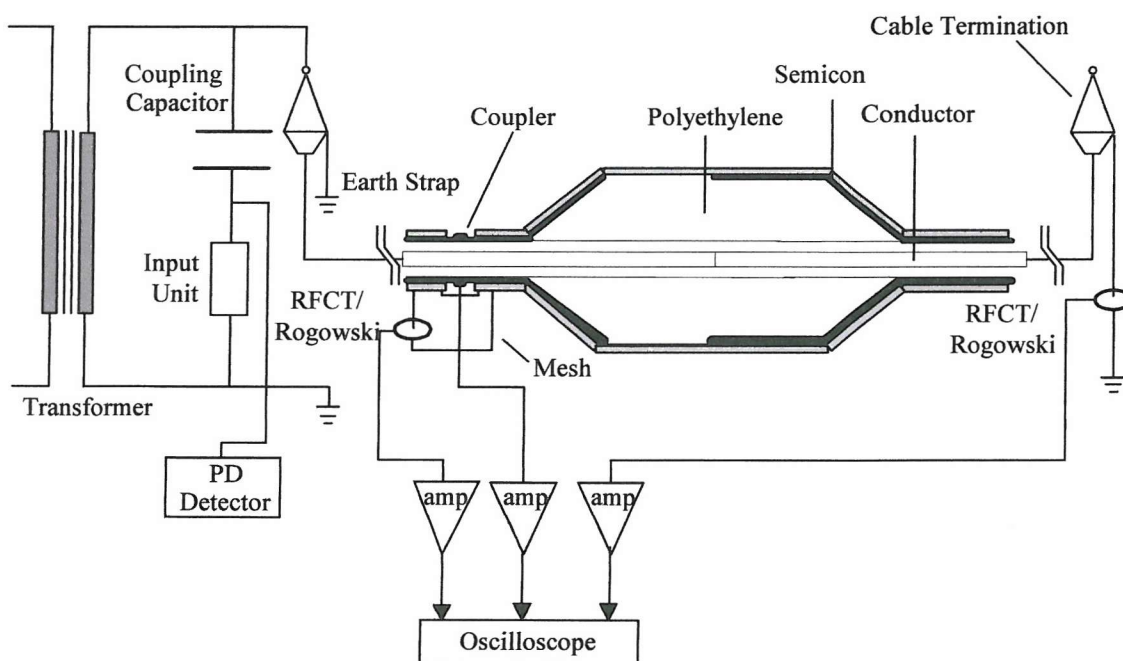 Cable Termination
Coupling
Capacitor
Semicon
Coupler
Polyethylene
Conductor
Earth Strap
Input
Unit
RFCT/
Rogowski
RFCT/
Rogowski
Mesh
Transformer
PD
Detector
amp
amp
amp
Oscilloscope